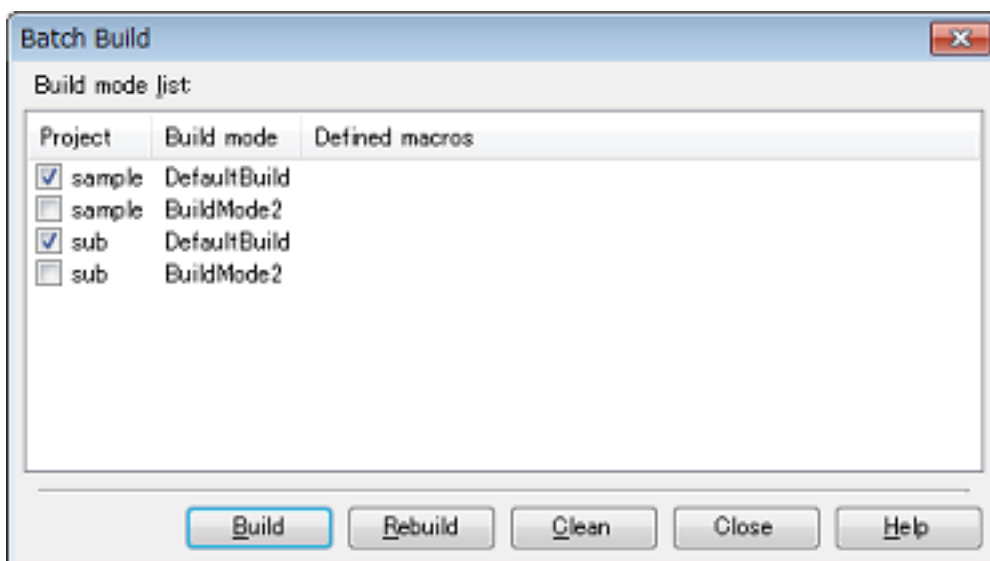 Batch Build
Build mode list:
Project Build mode Defined macros
sample DefaultBuild
sample BuildMode2
sub DefaultBuild
sub BuildMode2
Build Rebuild Clean Close Help